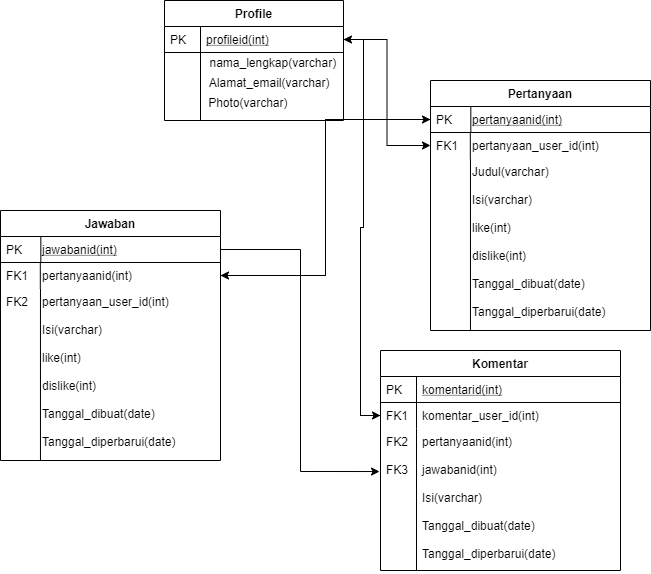 Profile
PK profileid(int)
nama_lengkap(varchar)
Alamat_email(varchar)
Photo(varchar)
Pertanyaan
PK pertanyaanid(int)
FK1 pertanyaan_user_id(int)
Judul(varchar)
Isi(varchar)
like(int)
dislike(int)
Tanggal_dibuat(date)
Tanggal_diperbarui(date)
Jawaban
PK jawabanid(int)
FK1 pertanyaanid(int)
FK2 pertanyaan_user_id(int)
Isi(varchar)
like(int)
dislike(int)
Tanggal_dibuat(date)
Tanggal_diperbarui(date)
Komentar
PK komentarid(int)
FK1 komentar_user_id(int)
FK2 pertanyaanid(int)
FK3 jawabanid(int)
Isi(varchar)
Tanggal_dibuat(date)
Tanggal_diperbarui(date)